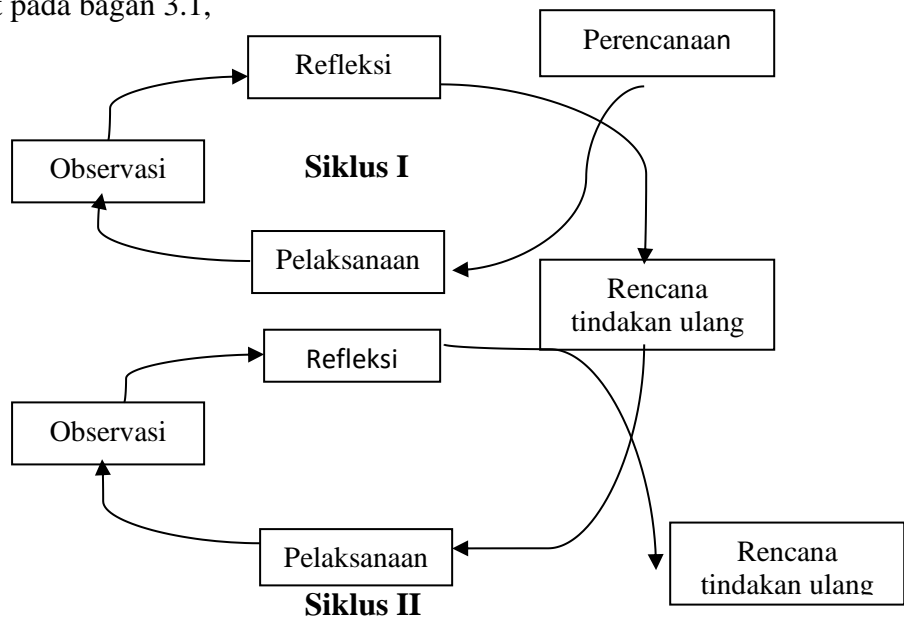 pada bagan 3.1,
Refleksi
Perencanaan
Observasi
Siklus I
Pelaksanaan
Rencana
tindakan ulang
Refleksi
Observasi
Pelaksanaan
Rencana
tindakan ulang
Siklus II